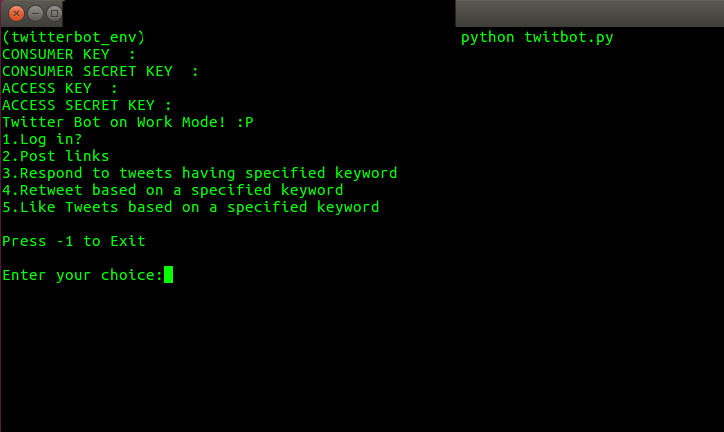 (twitterbot_env) python twitbot.py
CONSUMER KEY  :
CONSUMER SECRET KEY  :
ACCESS KEY  :
ACCESS SECRET KEY :
Twitter Bot on Work Mode! :P
1.Log in?
2.Post links
3.Respond to tweets having specified keyword
4.Retweet based on a specified keyword
5.Like Tweets based on a specified keyword
Press -1 to Exit
Enter your choice: